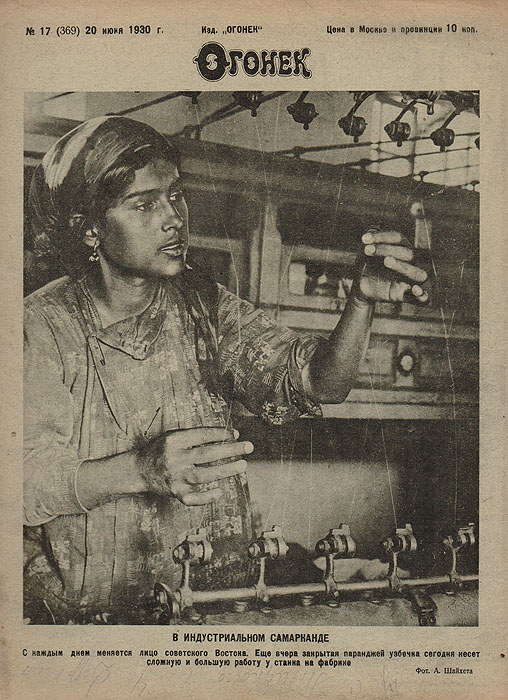 № 17 (369) 20 июня 1930 г. Изд. „ОГОНЕК“ Цена в Москве и провинции 10 коп.
ОГОНЕК
В ИНДУСТРИАЛЬНОМ САМАРКАНДЕ
С каждым днем меняется лицо советского Востока. Еще вчера закрытая паранджей узбечка сегодня несет
сложную и большую работу у станка на фабрике
Фот. А. Шайхета